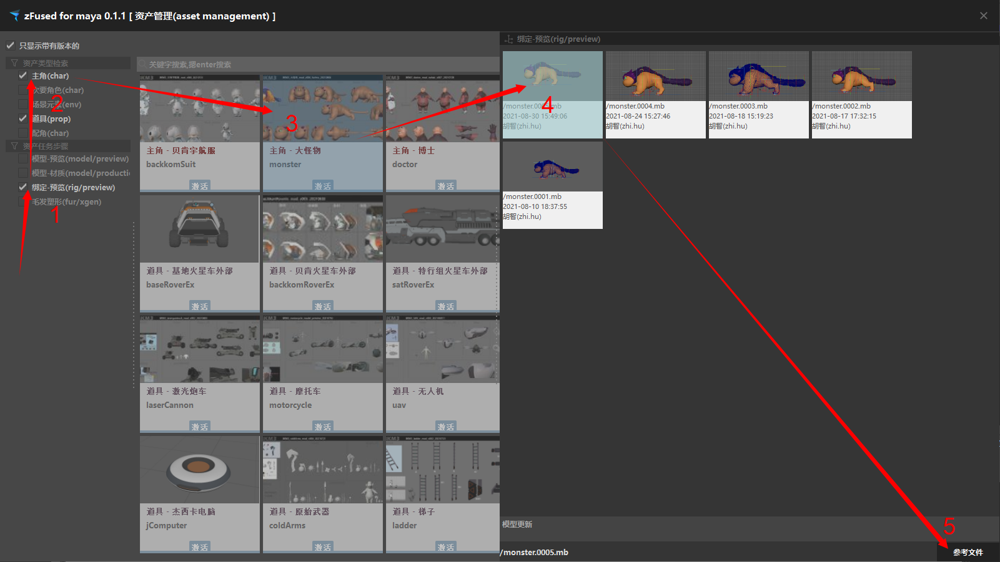 zFused for maya 0.1.1 [ 资产管理(asset management) ]
只显示带有版本的
资产类型检索
主角(char)
次要角色(char)
场景元素(env)
道具(prop)
配角(char)
资产任务步骤
模型-预览(model/preview)
模型-材质(model/producti
绑定-预览(rig/preview)
毛发塑形(fur/xgen)
1
2
关键字搜索,摁enter搜索
3
主角 - 贝肯宇航服
backkomSuit
激活
主角 - 大怪物
monster
激活
主角 - 博士
doctor
激活
道具 - 基地火星车外部
baseRoverEx
激活
道具 - 贝肯火星车外部
backkomRoverEx
激活
道具 - 特行组火星车外部
satRoverEx
激活
道具 - 激光炮车
laserCannon
激活
道具 - 摩托车
motorcycle
激活
道具 - 无人机
uav
激活
道具 - 杰西卡电脑
jComputer
激活
道具 - 原始武器
coldArms
激活
道具 - 梯子
ladder
激活
绑定-预览(rig/preview)
4
/monster.0005.mb
2021-08-30 15:49:06
胡智(zhi.hu)
/monster.0004.mb
2021-08-24 15:27:46
胡智(zhi.hu)
/monster.0003.mb
2021-08-18 15:19:23
胡智(zhi.hu)
/monster.0002.mb
2021-08-17 17:32:15
胡智(zhi.hu)
/monster.0001.mb
2021-08-10 18:37:55
胡智(zhi.hu)
模型更新
5
/monster.0005.mb
参考文件